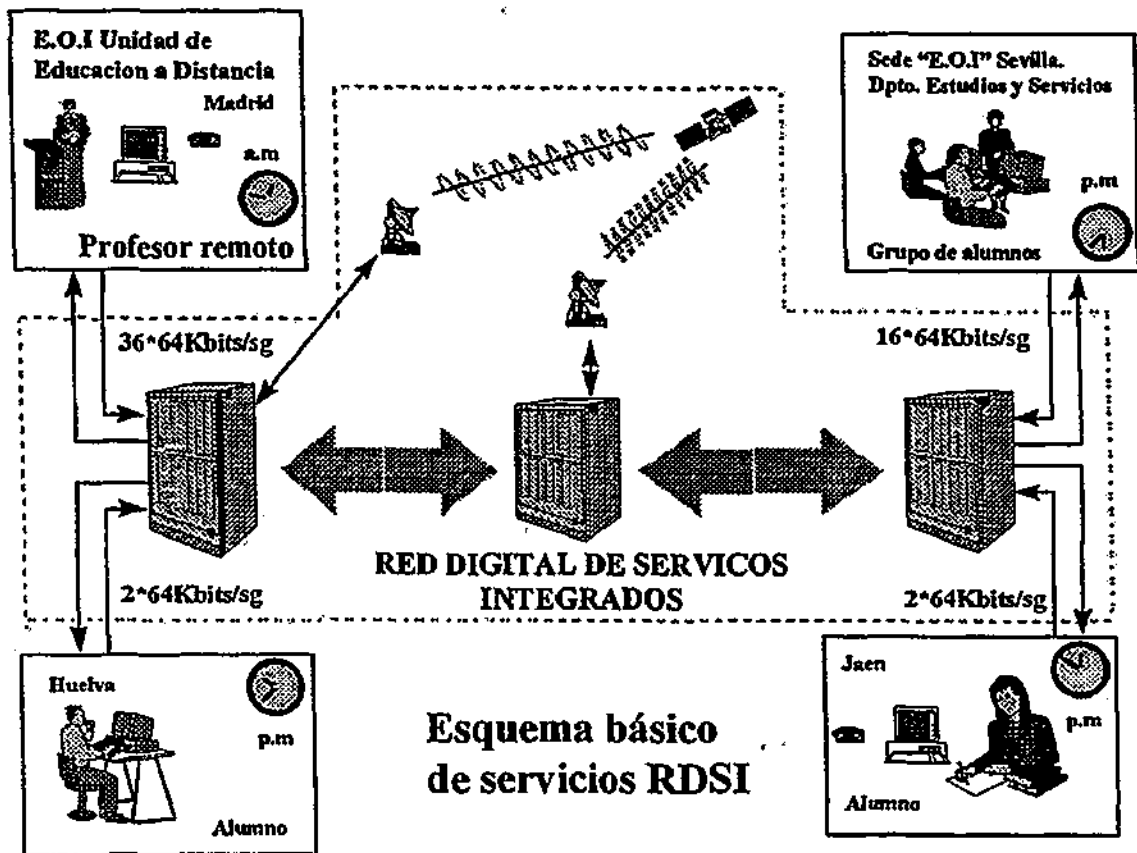 E.O.I Unidad de
Educacion a Distancia
Madrid
a.m
Profesor remoto
Sede "E.O.I" Sevilla.
Dpto. Estudios y Servicios
p.m
Grupo de alumnos
36*64Kbits/sg
16*64Kbits/sg
RED DIGITAL DE SERVICOS
INTEGRADOS
2*64Kbits/sg
2*64Kbits/sg
Huelva
p.m
Alumno
Esquema básico
de servicios RDSI
Jaen
p.m
Alumno